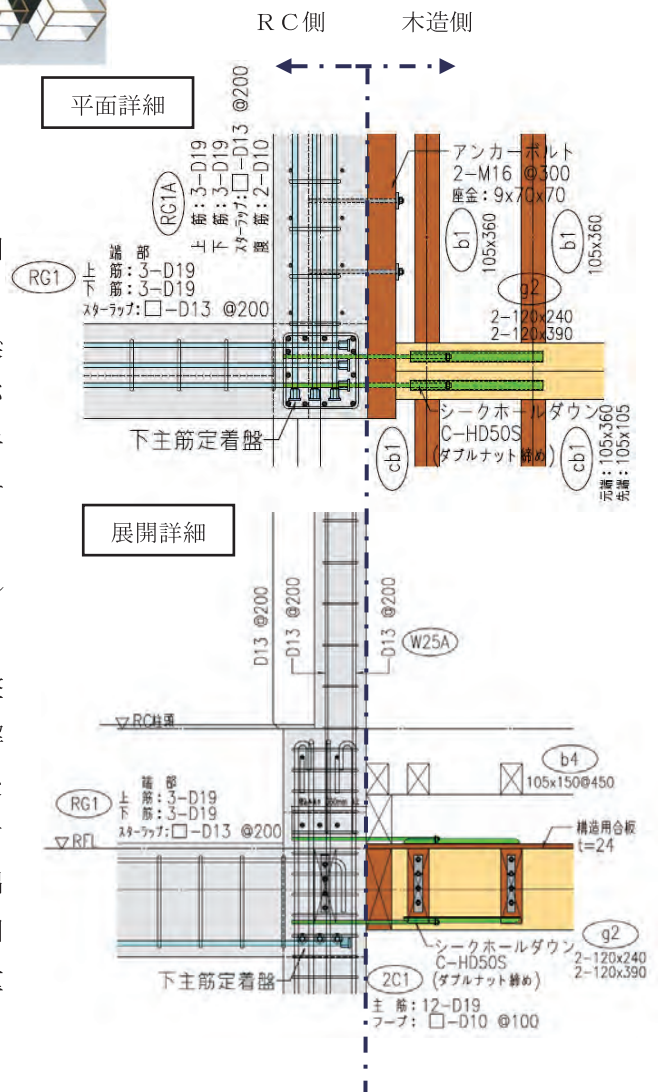 RC側
木造側
平面詳細
RG1A
上 筋：3-D19
下 筋：3-D19
スターラップ：□-D13 @200
腹 筋：2-D10
アンカーボルト
2-M16 @300
座金：9x70x70
b1
105x360
b1
105x360
RG1
端 部
上 筋：3-D19
下 筋：3-D19
スターラップ：□-D13 @200
g2
2-120x240
2-120x390
下主筋定着盤
シークホールダウン
C-HD50S
(ダブルナット締め)
cb1
cb1
元端：105x360
先端：105x105
展開詳細
D13 @200
D13 @200
D13 @200
W25A
▽RC柱頭
b4
105x150@450
RG1
端 部
上 筋：3-D19
下 筋：3-D19
スターラップ：□-D13 @200
構造用合板
t=24
▽RFL
シークホールダウン
C-HD50S
(ダブルナット締め)
g2
2-120x240
2-120x390
下主筋定着盤
2C1
主 筋：12-D19
フープ：□-D10 @100